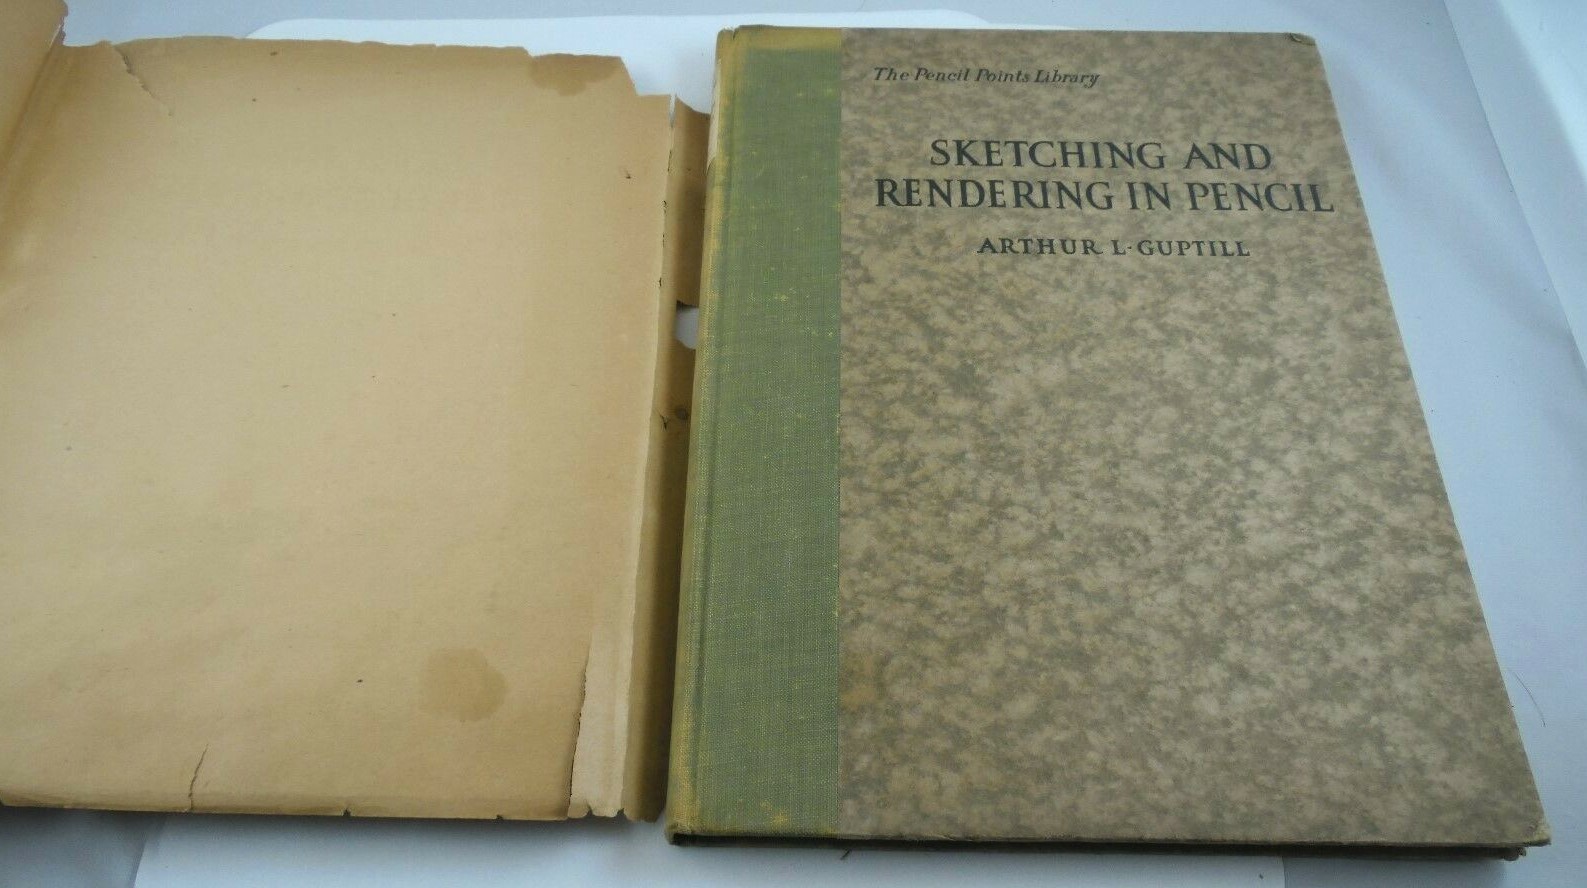 The Pencil Points Library
SKETCHING AND
RENDERING IN PENCIL
ARTHUR L·GUPTILL